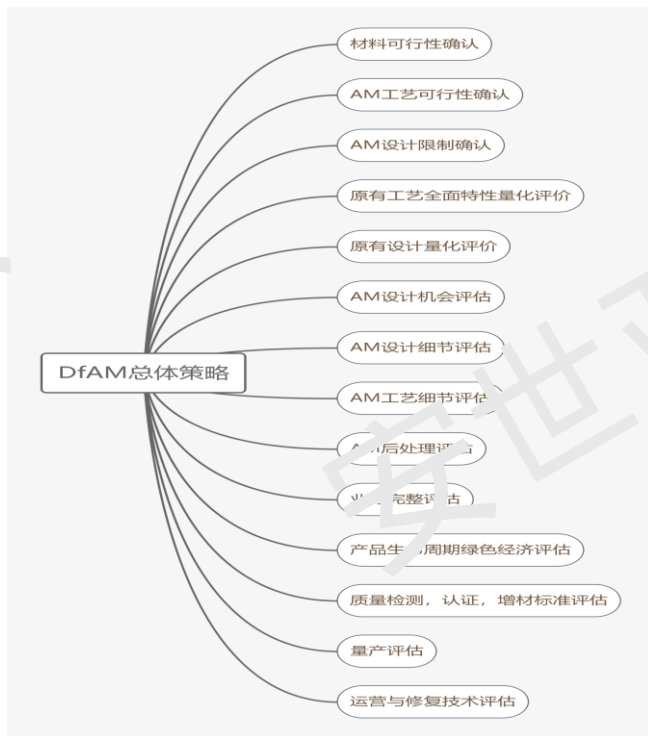 材料可行性确认
AM工艺可行性确认
AM设计限制确认
原有工艺全面特性量化评价
原有设计量化评价
AM设计机会评估
AM设计细节评估
DfAM总体策略
AM工艺细节评估
AM后处理评估
业 完整评估
产品生 周期绿色经济评估
质量检测，认证，增材标准评估
量产评估
运营与修复技术评估
安世